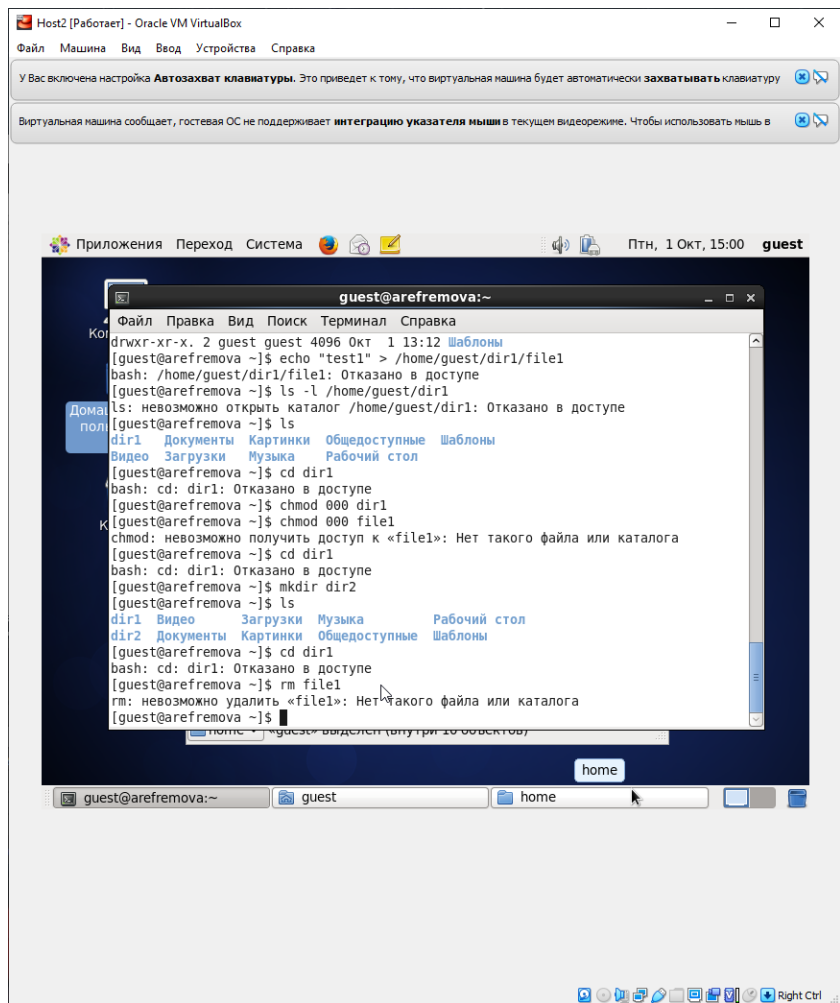 Host2 [Работает] - Oracle VM VirtualBox
Файл Машина Вид Ввод Устройства Справка
У Вас включена настройка Автозахват клавиатуры. Это приведет к тому, что виртуальная машина будет автоматически захватывать клавиатуру
Виртуальная машина сообщает, гостевая ОС не поддерживает интеграцию указателя мыши в текущем видеорежиме. Чтобы использовать мышь в
Приложения Переход Система Птн, 1 Окт, 15:00 guest
guest@arefremova:~
Файл Правка Вид Поиск Терминал Справка
drwxr-xr-x. 2 guest guest 4096 Окт 1 13:12 Шаблоны
[guest@arefremova ~]$ echo "test1" > /home/guest/dir1/file1
bash: /home/guest/dir1/file1: Отказано в доступе
[guest@arefremova ~]$ ls -l /home/guest/dir1
ls: невозможно открыть каталог /home/guest/dir1: Отказано в доступе
[guest@arefremova ~]$ ls
dir1 Документы Картинки Общедоступные Шаблоны
Видео Загрузки Музыка Рабочий стол
[guest@arefremova ~]$ cd dir1
bash: cd: dir1: Отказано в доступе
[guest@arefremova ~]$ chmod 000 dir1
[guest@arefremova ~]$ chmod 000 file1
chmod: невозможно получить доступ к «file1»: Нет такого файла или каталога
[guest@arefremova ~]$ cd dir1
bash: cd: dir1: Отказано в доступе
[guest@arefremova ~]$ mkdir dir2
[guest@arefremova ~]$ ls
dir1 Видео Загрузки Музыка Рабочий стол
dir2 Документы Картинки Общедоступные Шаблоны
[guest@arefremova ~]$ cd dir1
bash: cd: dir1: Отказано в доступе
[guest@arefremova ~]$ rm file1
rm: невозможно удалить «file1»: Нет такого файла или каталога
[guest@arefremova ~]$
home «guest» выделен (внутри 10 объектов)
home
guest@arefremova:~ guest home
Right Ctrl